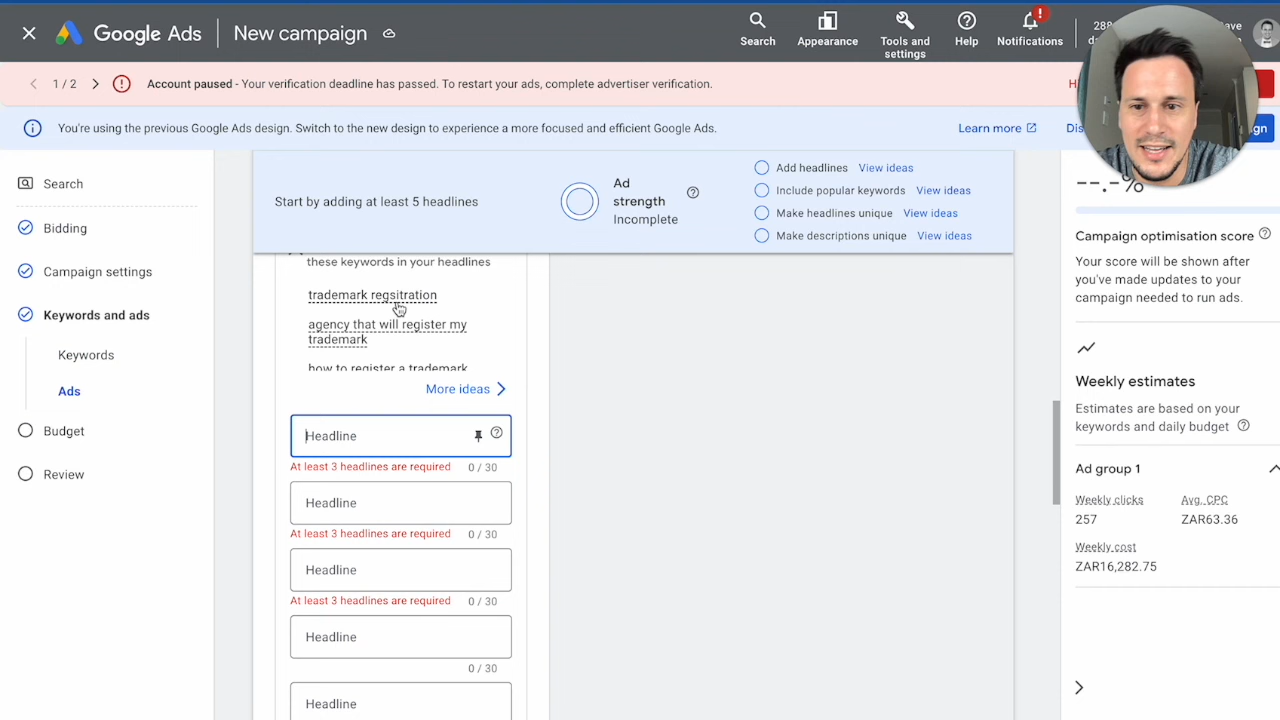 Google Ads
New campaign
Search
Appearance
Tools and
settings
Help
Notifications
!
288
1 / 2
Account paused - Your verification deadline has passed. To restart your ads, complete advertiser verification.
You're using the previous Google Ads design. Switch to the new design to experience a more focused and efficient Google Ads.
Learn more
Search
Bidding
Campaign settings
Keywords and ads
Keywords
Ads
Budget
Review
Start by adding at least 5 headlines
Ad
strength
Incomplete
Add headlines View ideas
Include popular keywords View ideas
Make headlines unique View ideas
Make descriptions unique View ideas
these keywords in your headlines
trademark regsitration
agency that will register my
trademark
how to register a trademark
More ideas
Headline
At least 3 headlines are required 0 / 30
Headline
At least 3 headlines are required 0 / 30
Headline
At least 3 headlines are required 0 / 30
Headline
0 / 30
Headline
--.-%
Campaign optimisation score
Your score will be shown after
you've made updates to your
campaign needed to run ads.
Weekly estimates
Estimates are based on your
keywords and daily budget
Ad group 1
Weekly clicks Avg. CPC
257 ZAR63.36
Weekly cost
ZAR16,282.75